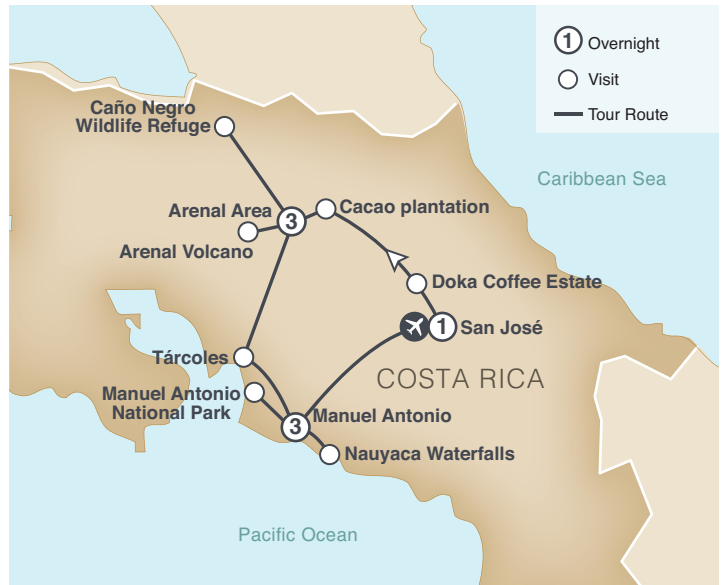 1 Overnight
Visit
Tour Route
Caribbean Sea
Caño Negro
Wildlife Refuge
Arenal Area
3
Cacao plantation
Arenal Volcano
Doka Coffee Estate
1
San José
Tárcoles
COSTA RICA
Manuel Antonio
National Park
3
Manuel Antonio
Nauyaca Waterfalls
Pacific Ocean